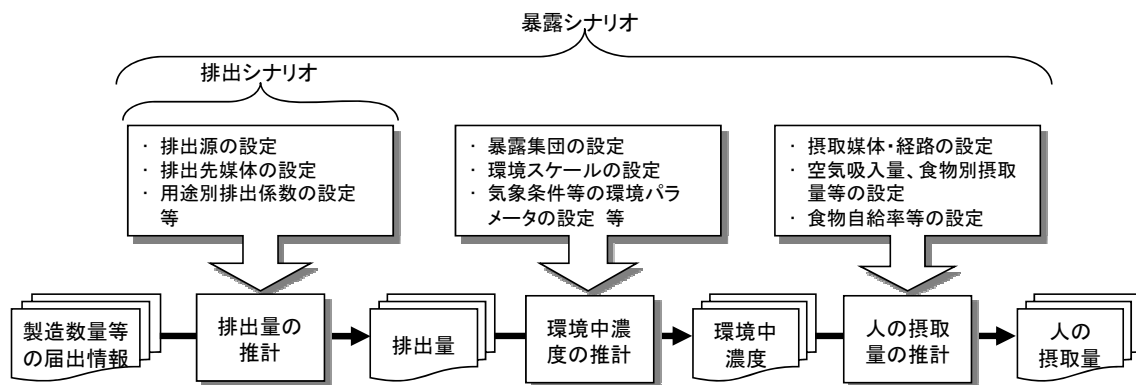 暴露シナリオ
排出シナリオ
・ 排出源の設定
・ 排出先媒体の設定
・ 用途別排出係数の設定
等
・ 暴露集団の設定
・ 環境スケールの設定
・ 気象条件等の環境パラ
メータの設定 等
・ 摂取媒体・経路の設定
・ 空気吸入量、食物別摂取
量等の設定
・ 食物自給率等の設定
製造数量等
の届出情報
排出量の
推計
排出量
環境中濃
度の推計
環境中
濃度
人の摂取
量の推計
人の
摂取量